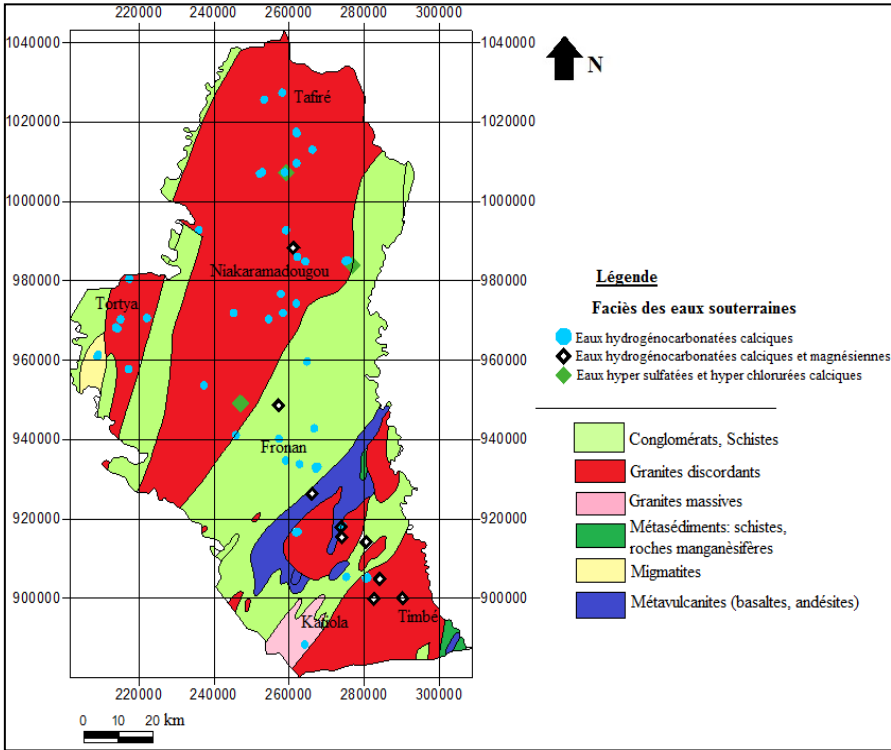 220000 240000 260000 280000 300000
1040000 1040000
N
Tafiré
1020000 1020000
1000000 1000000
980000 980000
Niakaramadougou
Tortya
960000 960000
940000 940000
Fronan
920000 920000
900000 900000
Katiola
Timbé
220000 240000 260000 280000 300000
0 10 20 km
Légende
Faciès des eaux souterraines
Eaux hydrogénocarbonatées calciques
Eaux hydrogénocarbonatées calciques et magnésiennes
Eaux hyper sulfatées et hyper chlorurées calciques
Conglomérats, Schistes
Granites discordants
Granites massives
Métasédiments: schistes,
roches manganèsifères
Migmatites
Métavulcanites (basaltes, andésites)